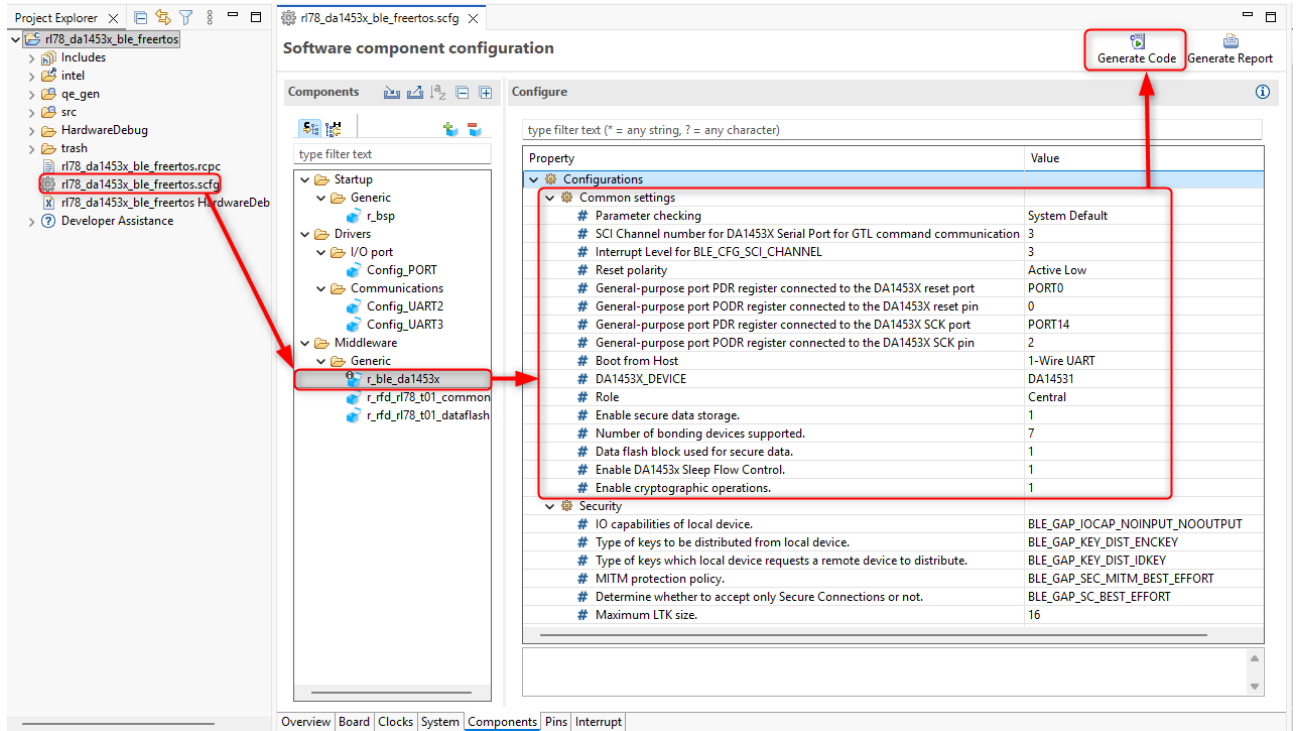 Project Explorer
rl78_da1453x_ble_freertos
Includes
intel
qe_gen
src
HardwareDebug
trash
rl78_da1453x_ble_freertos.rcpc
rl78_da1453x_ble_freertos.scfg
rl78_da1453x_ble_freertos HardwareDeb
Developer Assistance
rl78_da1453x_ble_freertos.scfg
Software component configuration
Generate Code Generate Report
Components
type filter text
Startup
Generic
r_bsp
Drivers
I/O port
Config_PORT
Communications
Config_UART2
Config_UART3
Middleware
Generic
r_ble_da1453x
r_rfd_rl78_t01_common
r_rfd_rl78_t01_dataflash
Configure
type filter text (* = any string, ? = any character)
Property Value
Configurations
Common settings
# Parameter checking System Default
# SCI Channel number for DA1453X Serial Port for GTL command communication 3
# Interrupt Level for BLE_CFG_SCI_CHANNEL 3
# Reset polarity Active Low
# General-purpose port PDR register connected to the DA1453X reset port PORT0
# General-purpose port PODR register connected to the DA1453X reset pin 0
# General-purpose port PDR register connected to the DA1453X SCK port PORT14
# General-purpose port PODR register connected to the DA1453X SCK pin 2
# Boot from Host 1-Wire UART
# DA1453X_DEVICE DA14531
# Role Central
# Enable secure data storage. 1
# Number of bonding devices supported. 7
# Data flash block used for secure data. 1
# Enable DA1453x Sleep Flow Control. 1
# Enable cryptographic operations. 1
Security
# IO capabilities of local device. BLE_GAP_IOCAP_NOINPUT_NOOUTPUT
# Type of keys to be distributed from local device. BLE_GAP_KEY_DIST_ENCKEY
# Type of keys which local device requests a remote device to distribute. BLE_GAP_KEY_DIST_IDKEY
# MITM protection policy. BLE_GAP_SEC_MITM_BEST_EFFORT
# Determine whether to accept only Secure Connections or not. BLE_GAP_SC_BEST_EFFORT
# Maximum LTK size. 16
Overview Board Clocks System Components Pins Interrupt